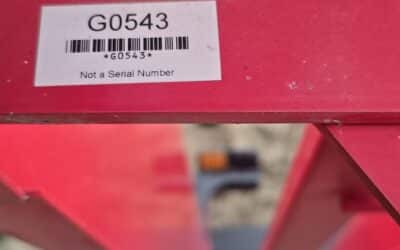 G0543
*G0543*
Not a Serial Number